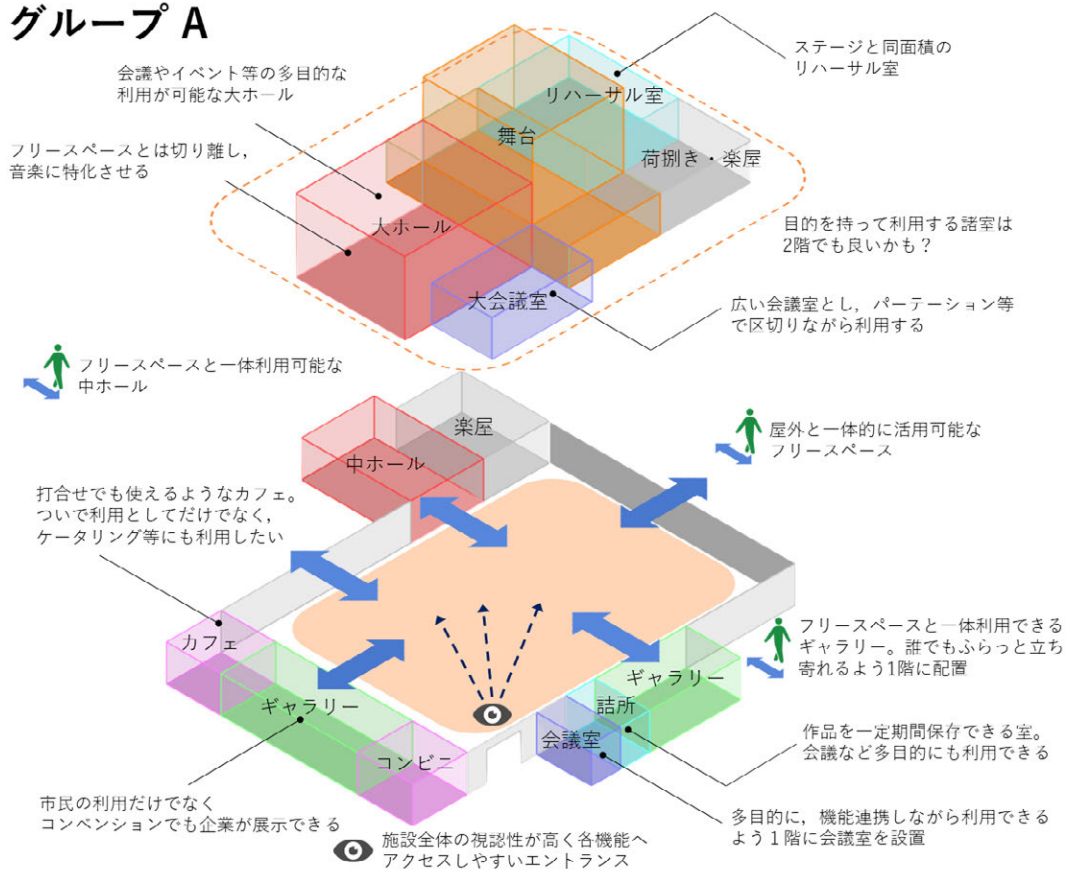 グループ A
ステージと同面積の
リハーサル室
会議やイベント等の多目的な
利用が可能な大ホール
リハーサル室
舞台
荷捌き・楽屋
フリースペースとは切り離し，
音楽に特化させる
大ホール
目的を持って利用する諸室は
2階でも良いかも？
大会議室
広い会議室とし，パーテーション等
で区切りながら利用する
フリースペースと一体利用可能な
中ホール
楽屋
中ホール
屋外と一体的に活用可能な
フリースペース
打合せでも使えるようなカフェ。
ついで利用としてだけでなく，
ケータリング等にも利用したい
カフェ
ギャラリー
コンビニ
フリースペースと一体利用できる
ギャラリー。誰でもふらっと立ち
寄れるよう1階に配置
ギャラリー
詰所
会議室
作品を一定期間保存できる室。
会議など多目的にも利用できる
市民の利用だけでなく
コンベンションでも企業が展示できる
多目的に，機能連携しながら利用できる
よう1階に会議室を設置
施設全体の視認性が高く各機能へ
アクセスしやすいエントランス